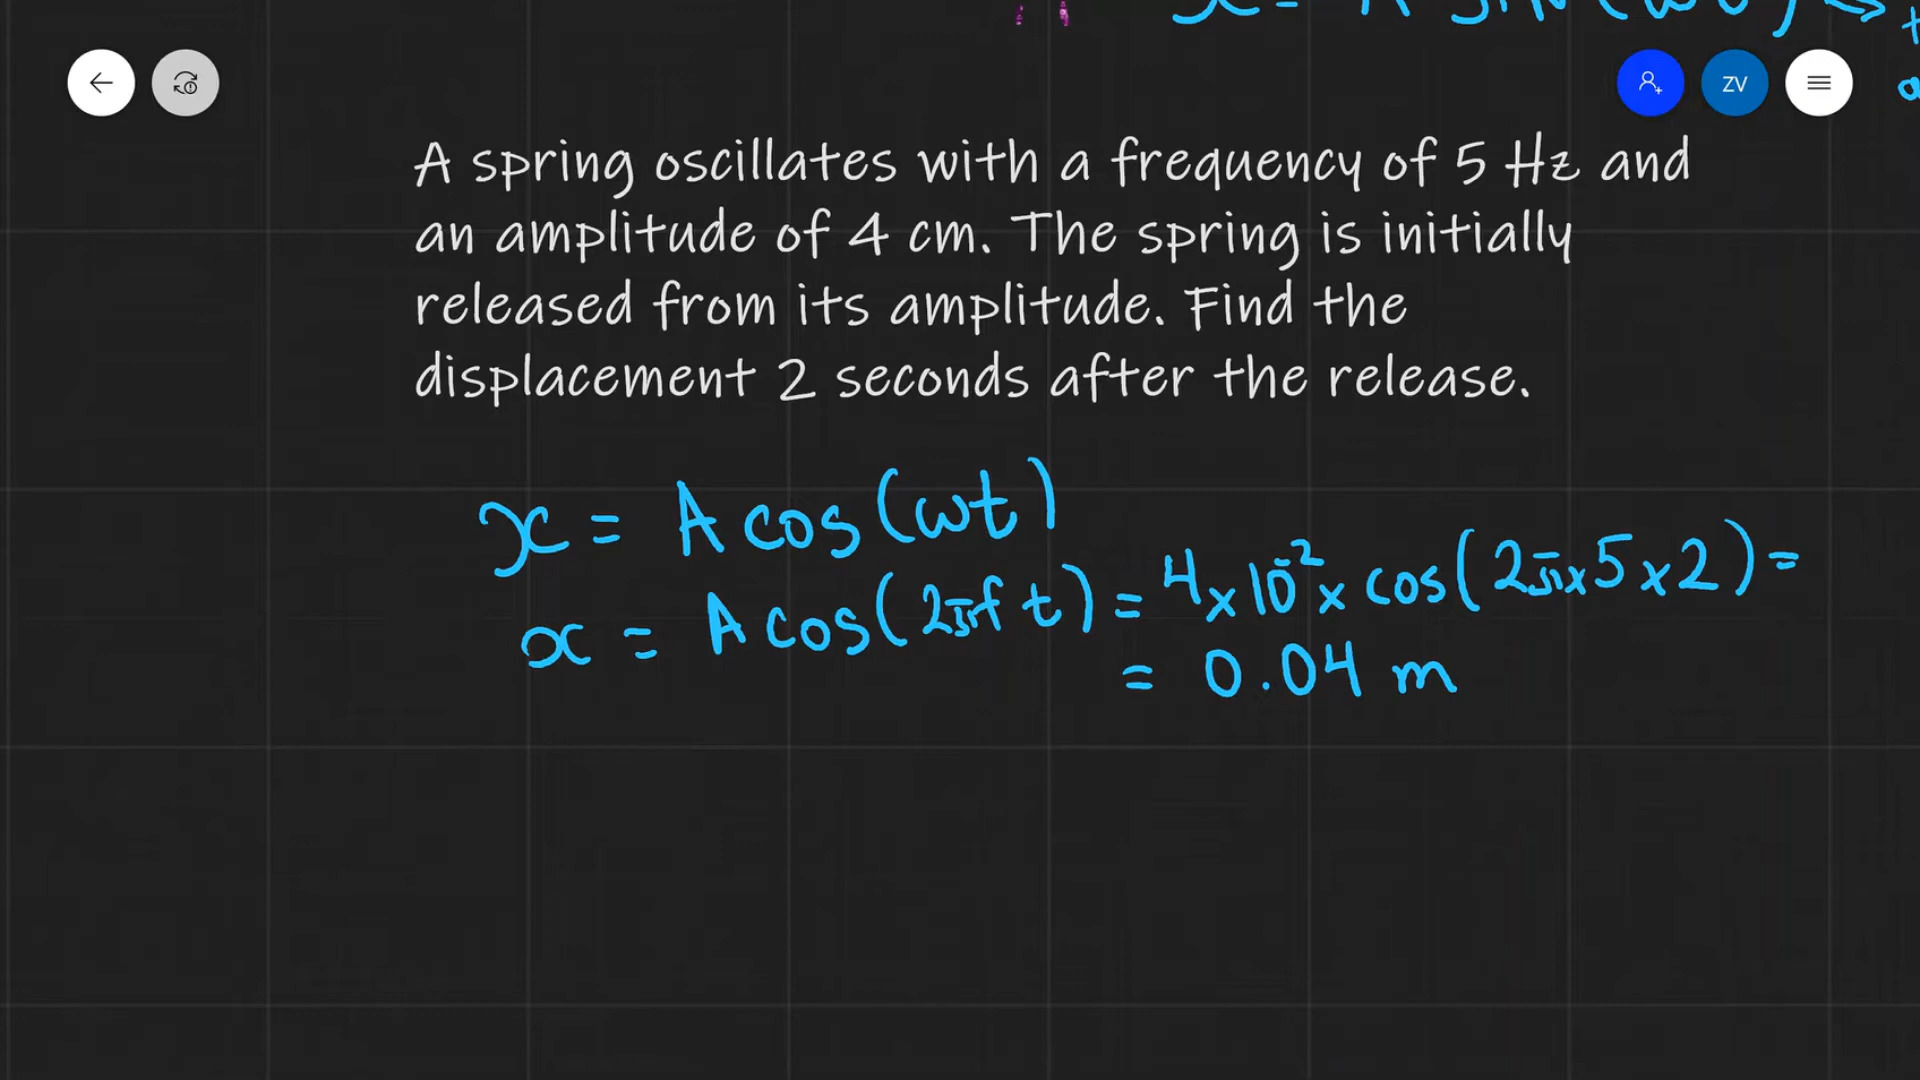 x = A sin(ωt) →
ZV
A spring oscillates with a frequency of 5 Hz and
an amplitude of 4 cm. The spring is initially
released from its amplitude. Find the
displacement 2 seconds after the release.
x = A cos(ωt)
x = A cos(2πf t) = 4×10⁻²× cos(2π×5×2) =
= 0.04 m